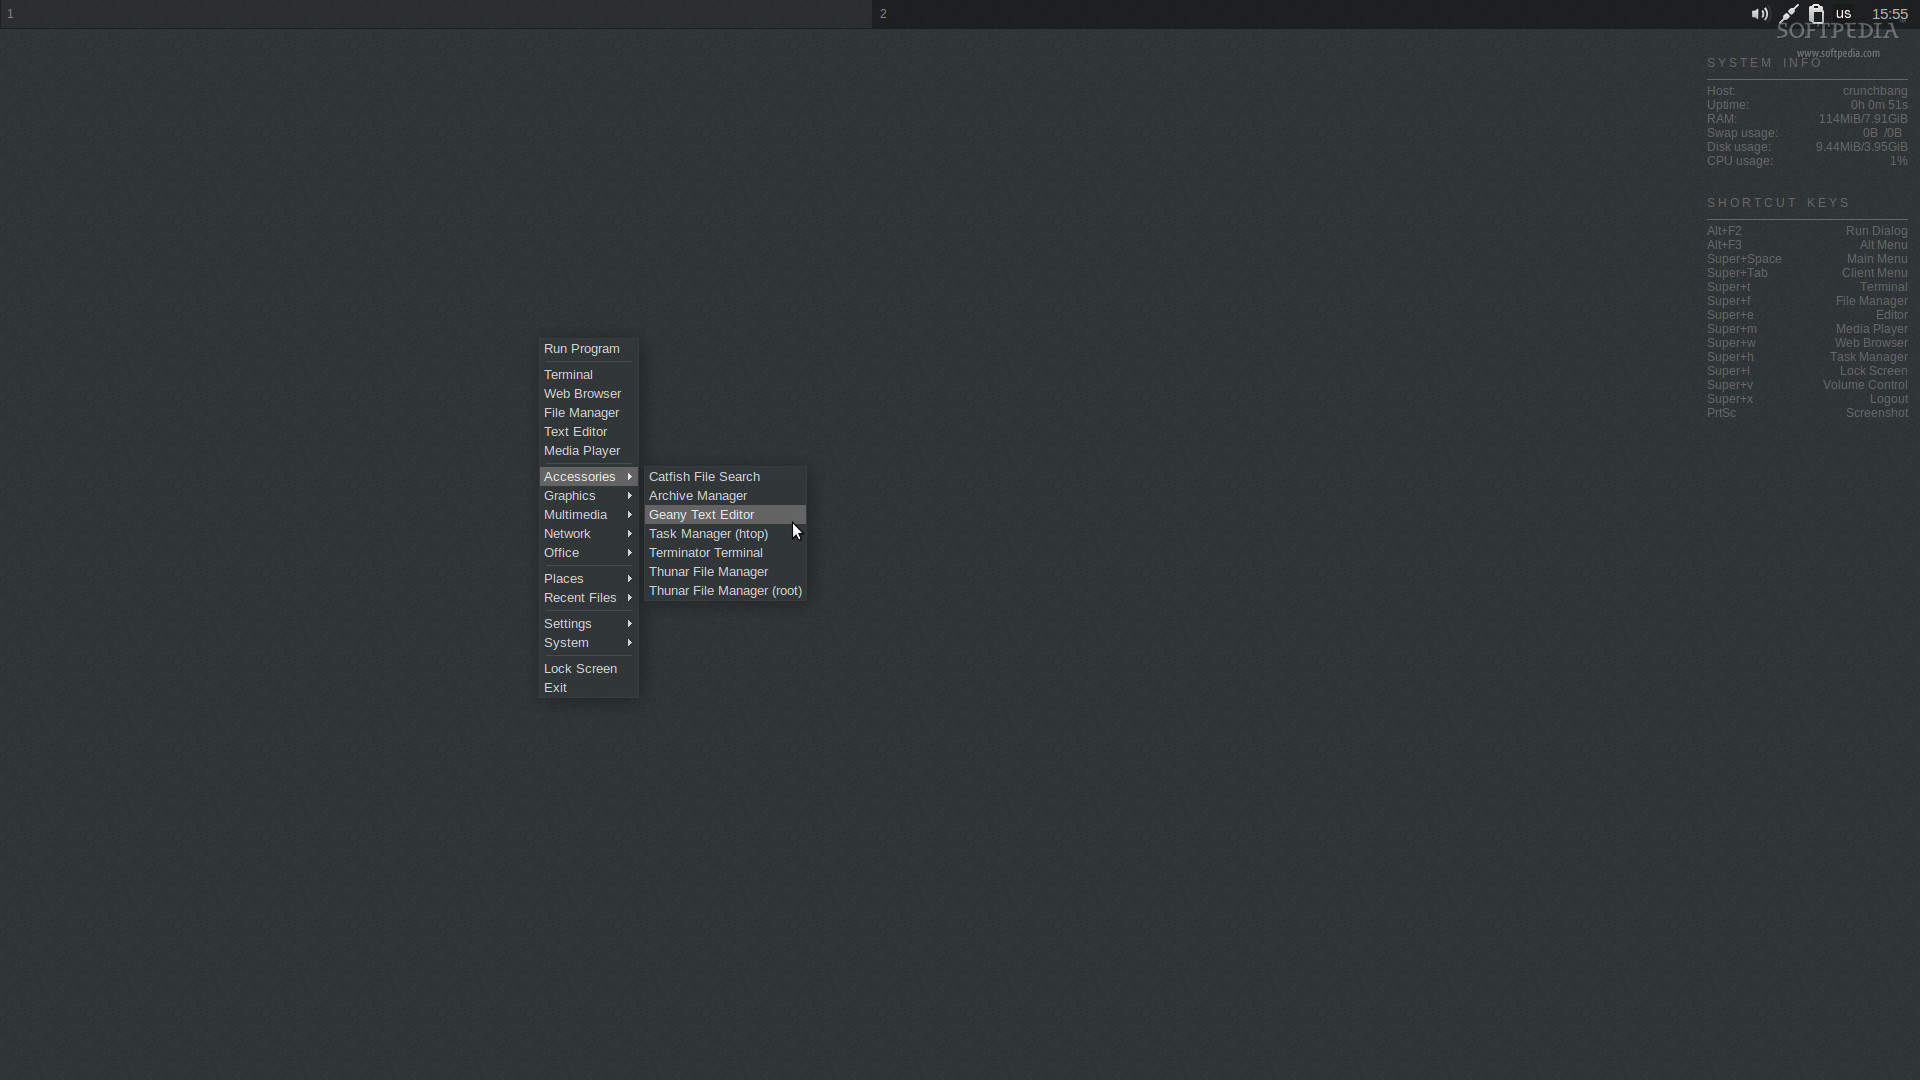 1
2
us
15:55
SOFTPEDIA
www.softpedia.com
SYSTEM INFO
Host: crunchbang
Uptime: 0h 0m 51s
RAM: 114MiB/7.91GiB
Swap usage: 0B /0B
Disk usage: 9.44MiB/3.95GiB
CPU usage: 1%
SHORTCUT KEYS
Alt+F2 Run Dialog
Alt+F3 Alt Menu
Super+Space Main Menu
Super+Tab Client Menu
Super+t Terminal
Super+f File Manager
Super+e Editor
Super+m Media Player
Super+w Web Browser
Super+h Task Manager
Super+l Lock Screen
Super+v Volume Control
Super+x Logout
PrtSc Screenshot
Run Program
Terminal
Web Browser
File Manager
Text Editor
Media Player
Accessories
Graphics
Multimedia
Network
Office
Places
Recent Files
Settings
System
Lock Screen
Exit
Catfish File Search
Archive Manager
Geany Text Editor
Task Manager (htop)
Terminator Terminal
Thunar File Manager
Thunar File Manager (root)